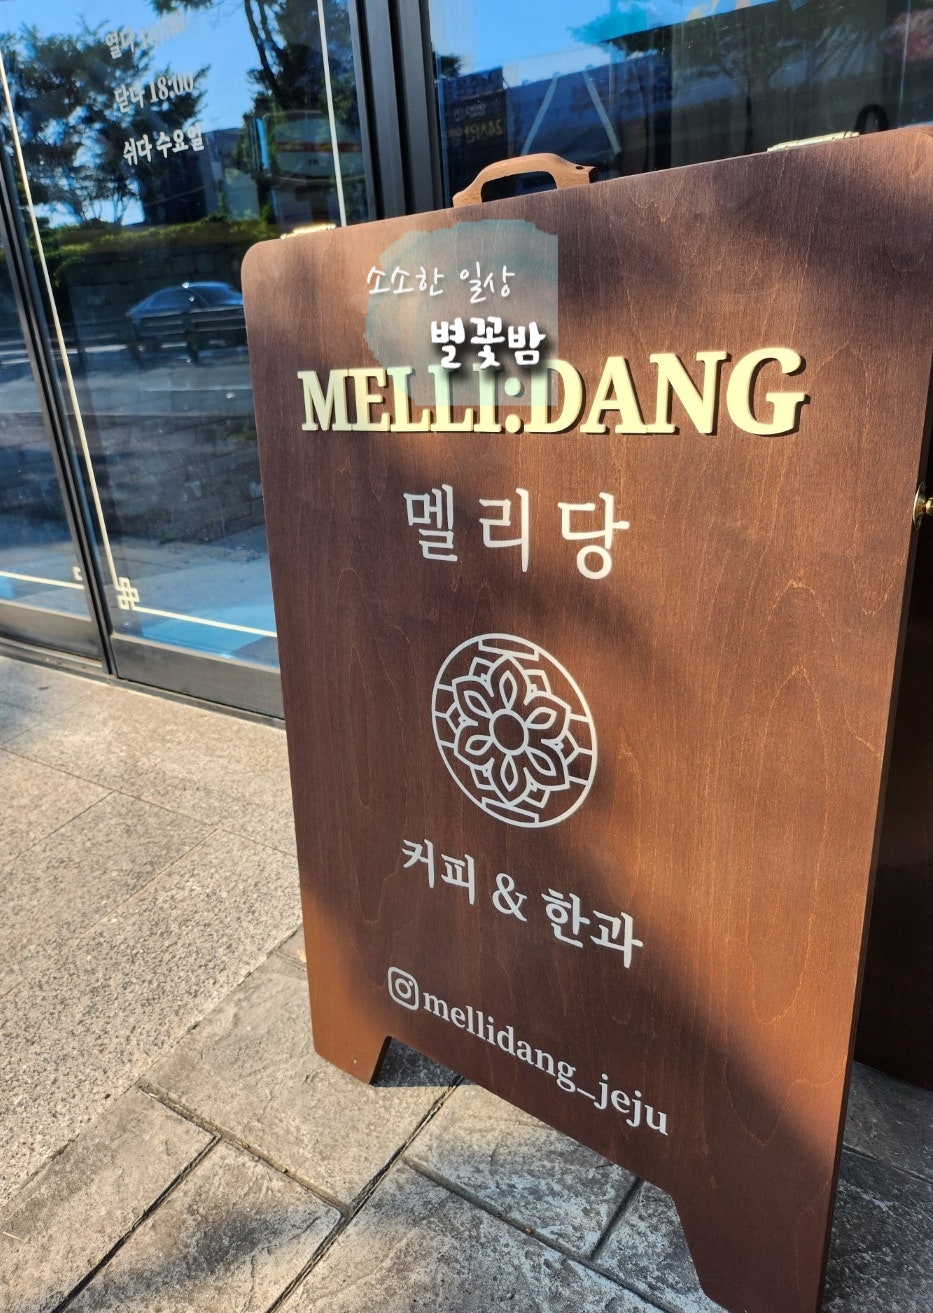 닫다 18:00
쉬다 수요일
소소한 일상
별꽃밤
MELLI:DANG
멜리당
커피 & 한과
mellidang_jeju